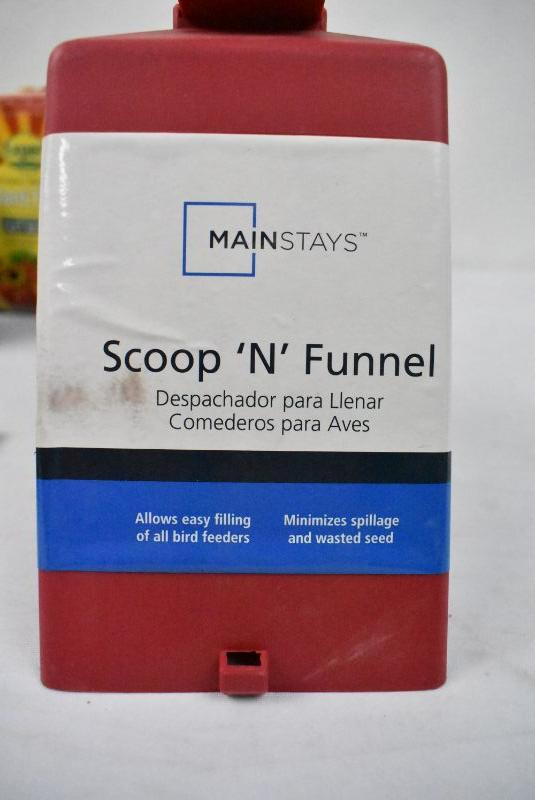 MAINSTAYS™
Scoop ‘N’ Funnel
Despachador para Llenar
Comederos para Aves
Allows easy filling
of all bird feeders
Minimizes spillage
and wasted seed